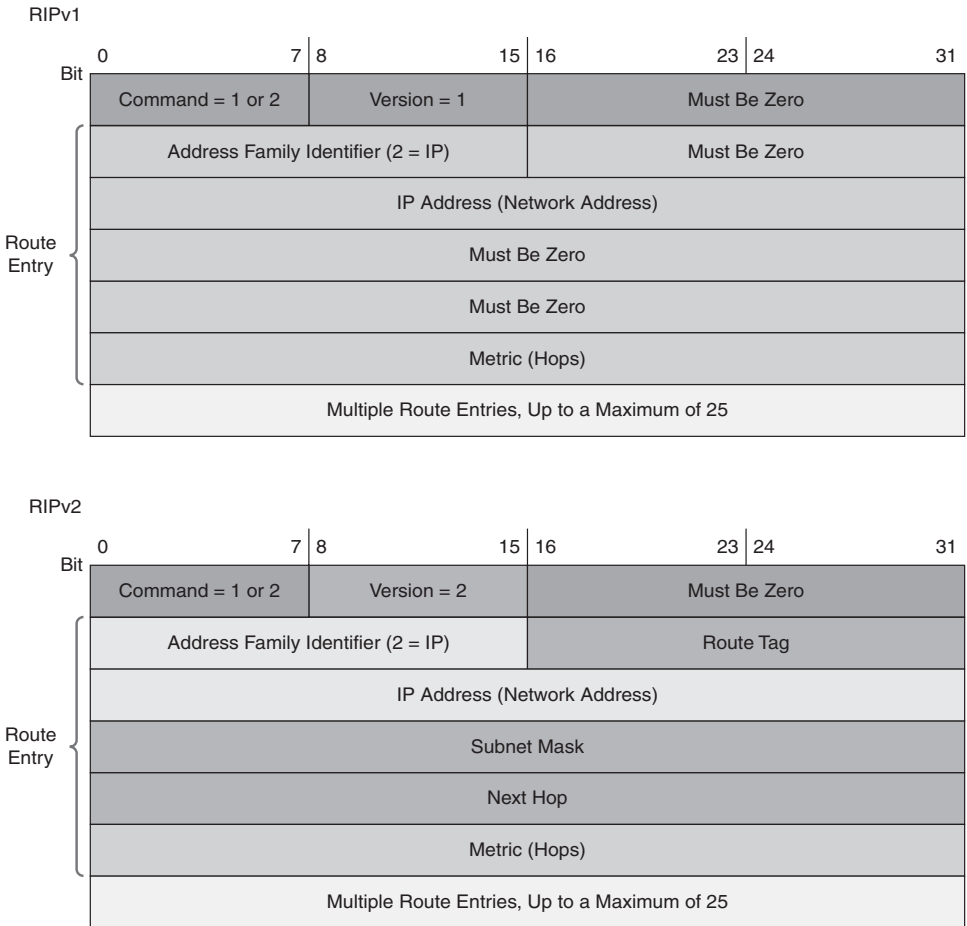 RIPv1
Bit 0 7 8 15 16 23 24 31
Command = 1 or 2 Version = 1 Must Be Zero
Address Family Identifier (2 = IP) Must Be Zero
IP Address (Network Address)
Route
Entry
Must Be Zero
Must Be Zero
Metric (Hops)
Multiple Route Entries, Up to a Maximum of 25
RIPv2
Bit 0 7 8 15 16 23 24 31
Command = 1 or 2 Version = 2 Must Be Zero
Address Family Identifier (2 = IP) Route Tag
IP Address (Network Address)
Route
Entry
Subnet Mask
Next Hop
Metric (Hops)
Multiple Route Entries, Up to a Maximum of 25